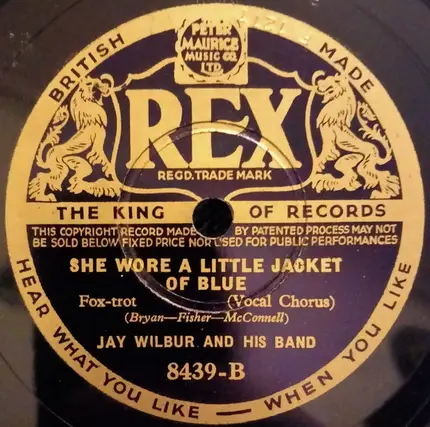 PETER
MAURICE
MUSIC CO.
LTD.
BRITISH MADE
REX
REGD. TRADE MARK
THE KING OF RECORDS
THIS COPYRIGHT RECORD MADE BY PATENTED PROCESS MAY NOT
BE SOLD BELOW FIXED PRICE NOR USED FOR PUBLIC PERFORMANCES
SHE WORE A LITTLE JACKET
OF BLUE
Fox-trot (Vocal Chorus)
(Bryan—Fisher—McConnell)
JAY WILBUR AND HIS BAND
8439-B
HEAR WHAT YOU LIKE — WHEN YOU LIKE